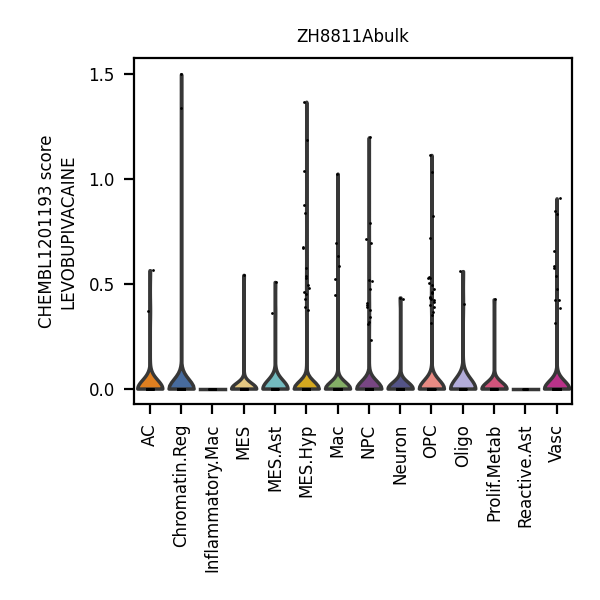 ZH8811Abulk
CHEMBL1201193 score
LEVOBUPIVACAINE
1.5
1.0
0.5
0.0
AC
Chromatin.Reg
Inflammatory.Mac
MES
MES.Ast
MES.Hyp
Mac
NPC
Neuron
OPC
Oligo
Prolif.Metab
Reactive.Ast
Vasc